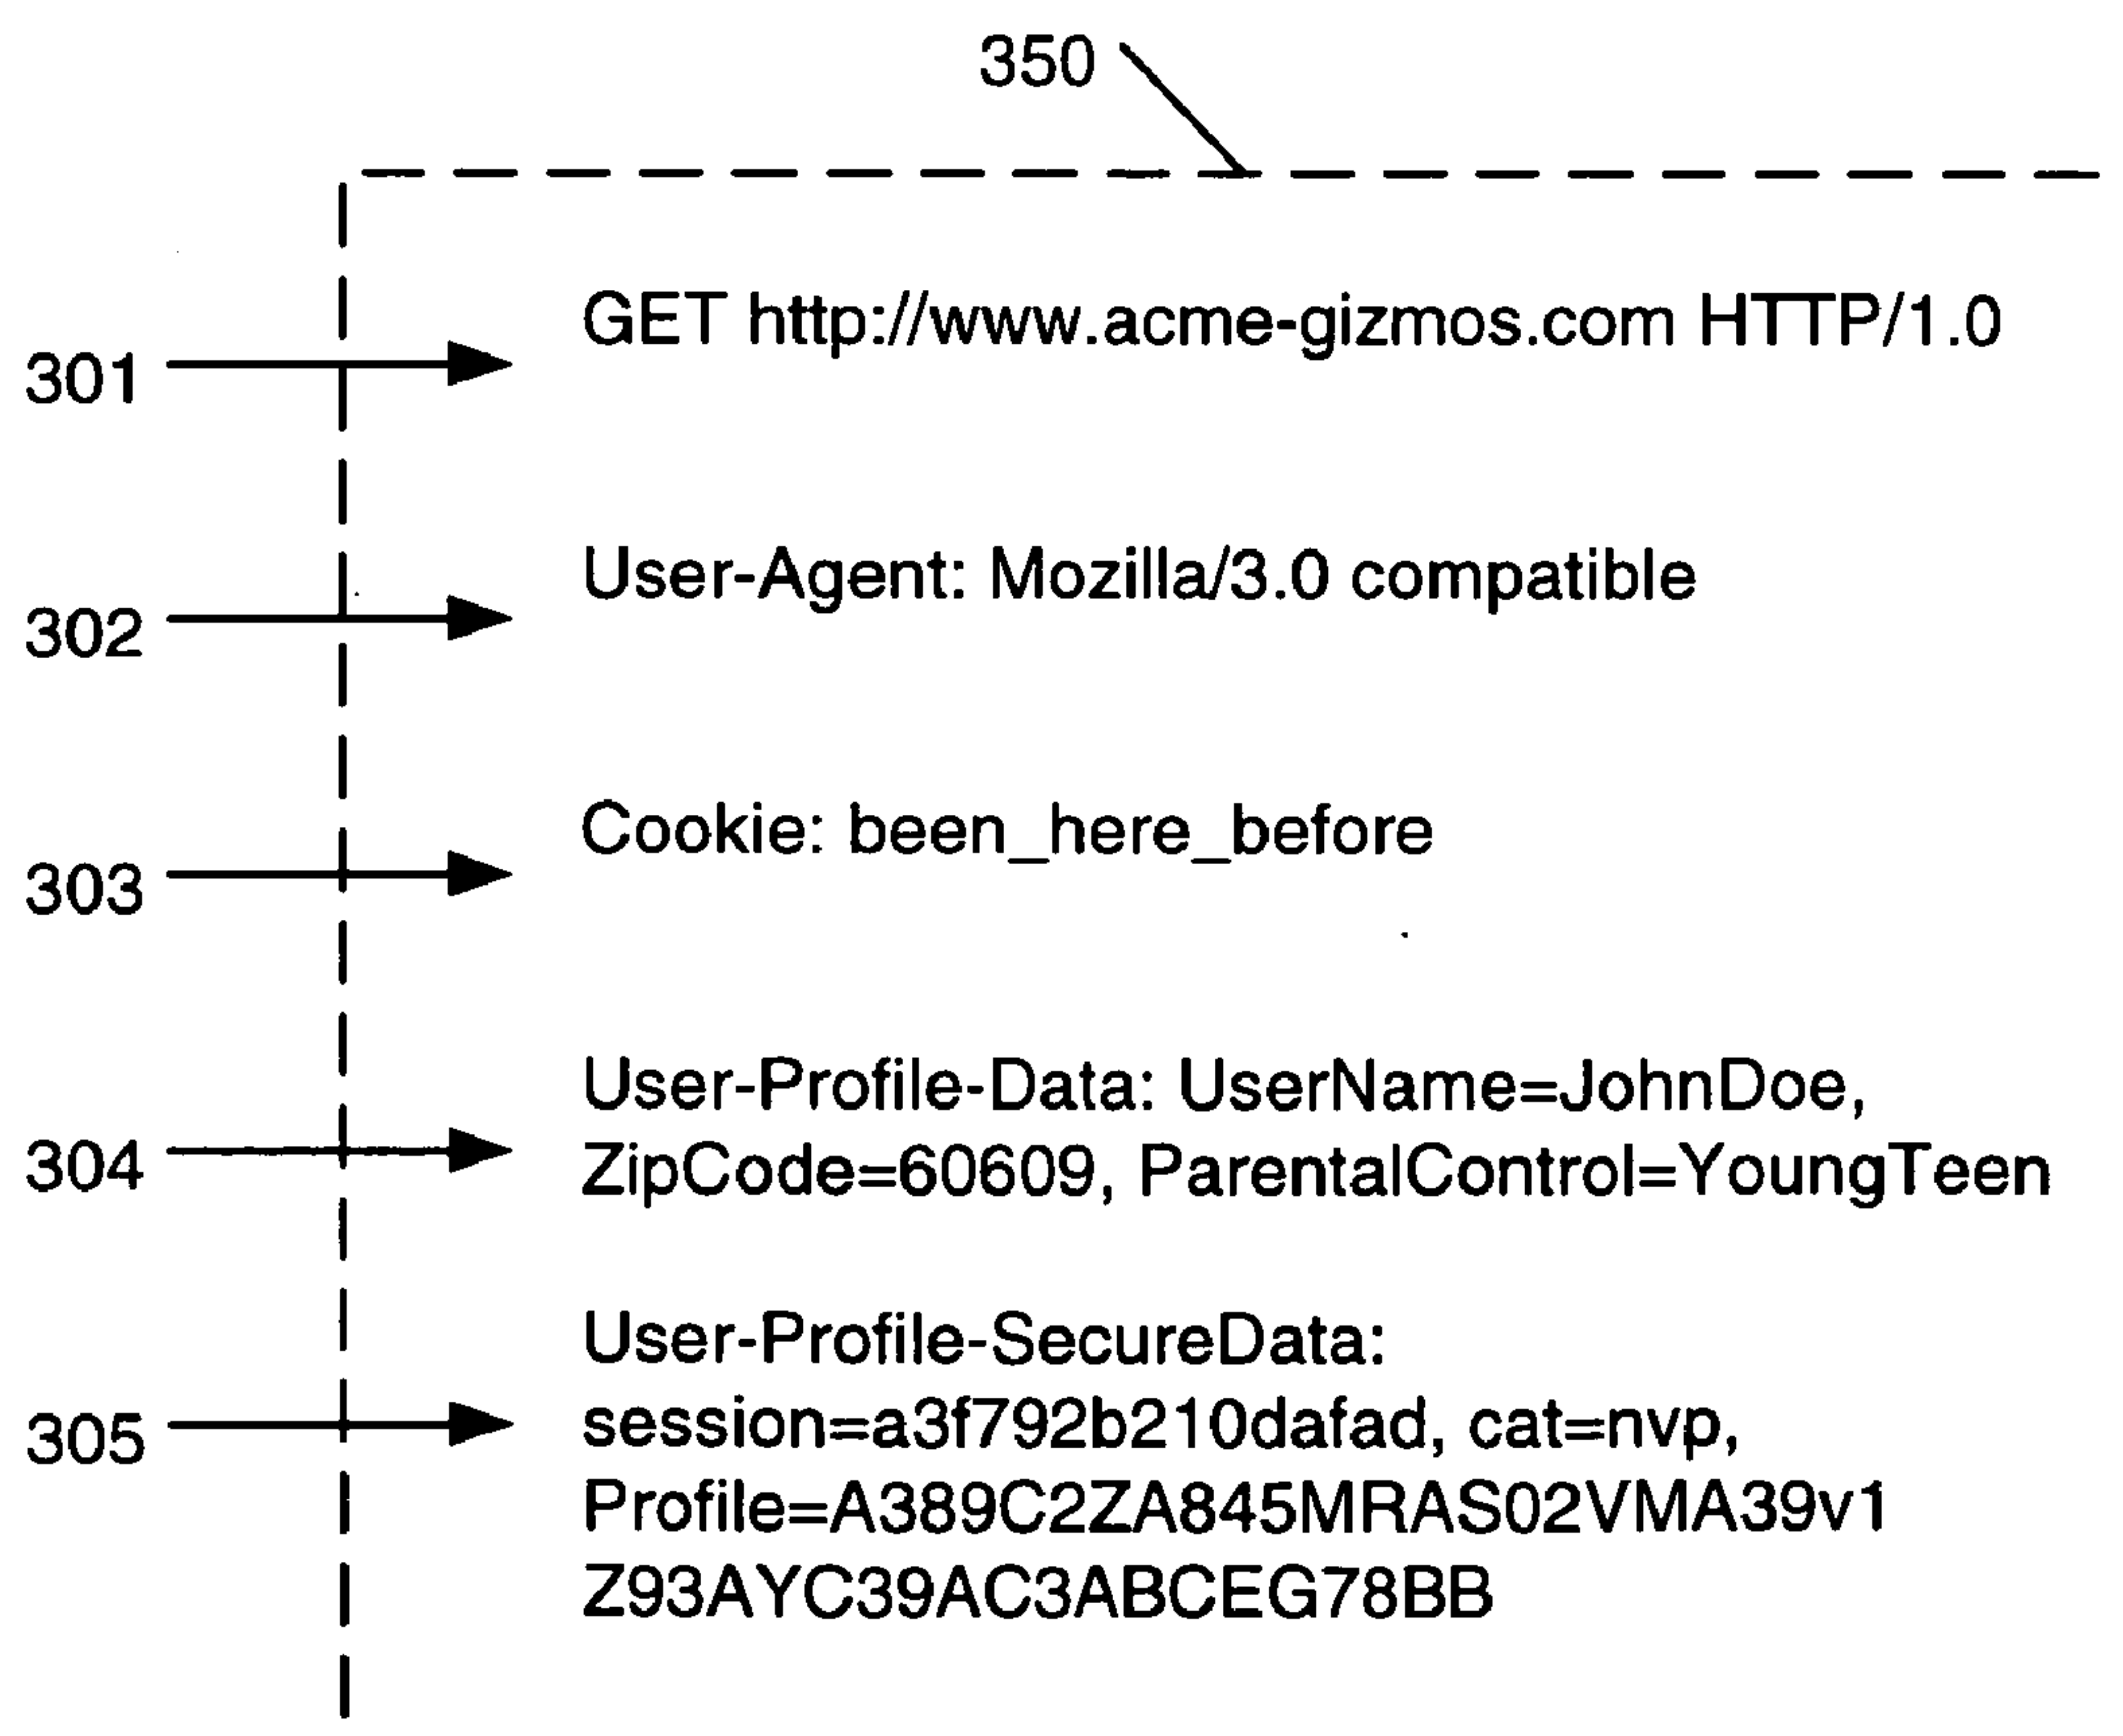 350
301
GET http://www.acme-gizmos.com HTTP/1.0
302
User-Agent: Mozilla/3.0 compatible
303
Cookie: been_here_before
304
User-Profile-Data: UserName=JohnDoe,
ZipCode=60609, ParentalControl=YoungTeen
305
User-Profile-SecureData:
session=a3f792b210dafad, cat=nvp,
Profile=A389C2ZA845MRAS02VMA39v1
Z93AYC39AC3ABCEG78BB